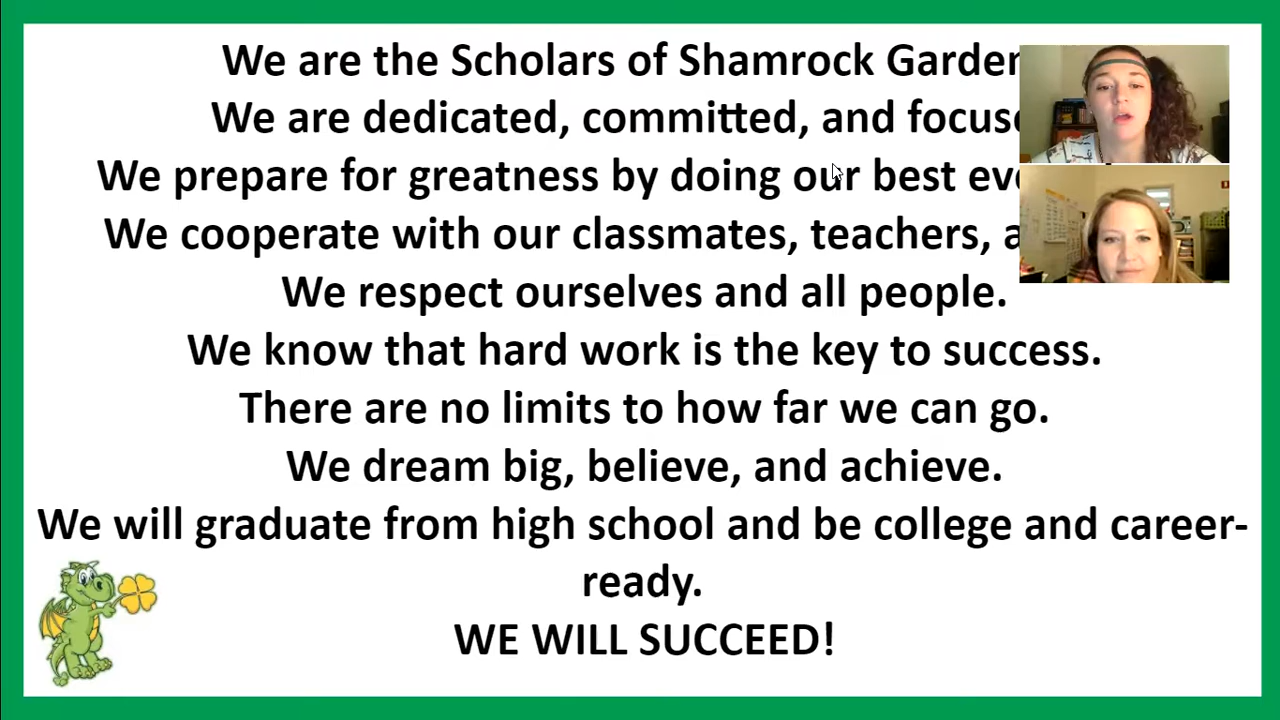 We are the Scholars of Shamrock
We are dedicated, committed, and
We prepare for greatness by doing our best
We cooperate with our classmates, teachers,
We respect ourselves and all people.
We know that hard work is the key to success.
There are no limits to how far we can go.
We dream big, believe, and achieve.
We will graduate from high school and be college and career-
ready.
WE WILL SUCCEED!